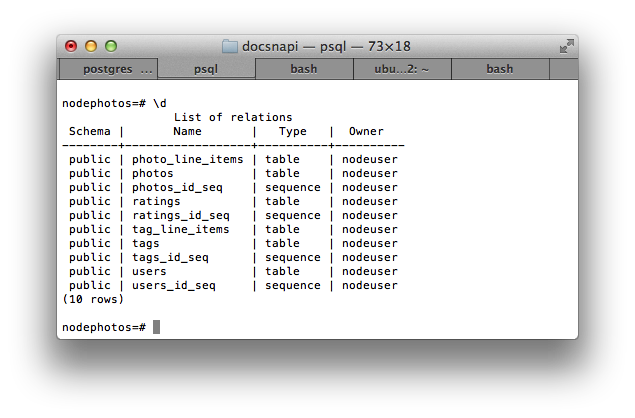 docsnapi — psql — 73×18
postgres ... psql bash ubu...2: ~ bash
nodephotos=# \d
List of relations
Schema | Name | Type | Owner
--------+------------------+----------+----------
public | photo_line_items | table | nodeuser
public | photos | table | nodeuser
public | photos_id_seq | sequence | nodeuser
public | ratings | table | nodeuser
public | ratings_id_seq | sequence | nodeuser
public | tag_line_items | table | nodeuser
public | tags | table | nodeuser
public | tags_id_seq | sequence | nodeuser
public | users | table | nodeuser
public | users_id_seq | sequence | nodeuser
(10 rows)
nodephotos=#